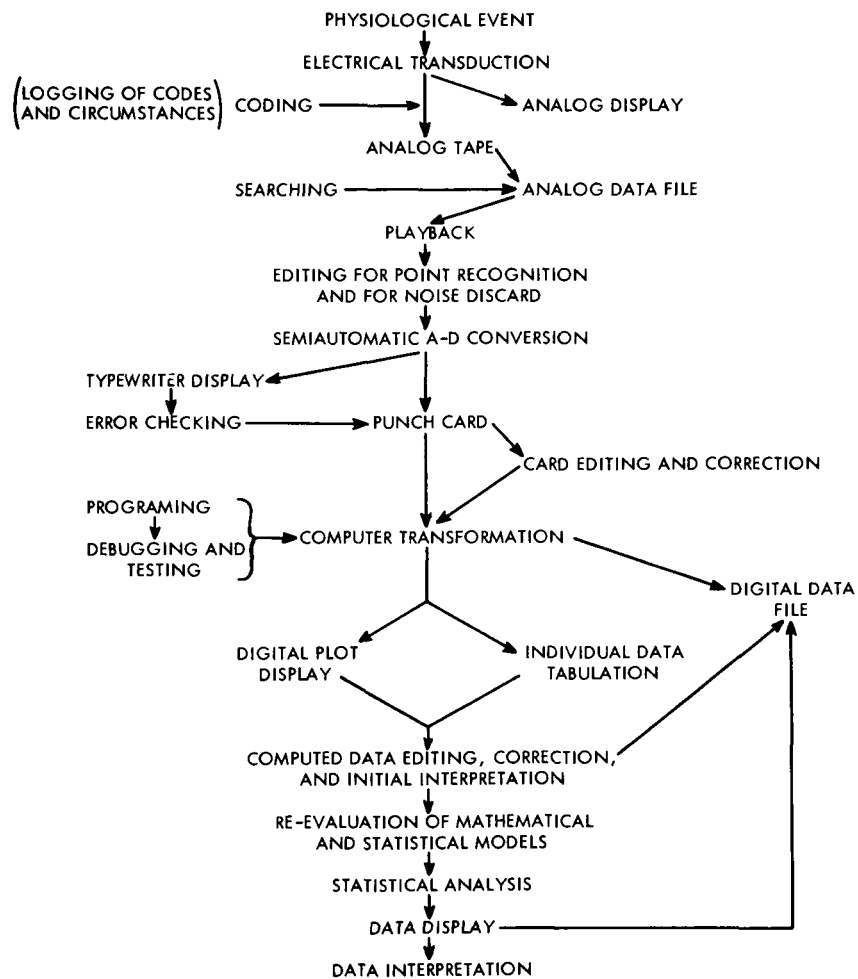 PHYSIOLOGICAL EVENT
ELECTRICAL TRANSDUCTION
(LOGGING OF CODES
AND CIRCUMSTANCES)
CODING
ANALOG DISPLAY
ANALOG TAPE
SEARCHING
ANALOG DATA FILE
PLAYBACK
EDITING FOR POINT RECOGNITION
AND FOR NOISE DISCARD
SEMIAUTOMATIC A-D CONVERSION
TYPEWRITER DISPLAY
ERROR CHECKING
PUNCH CARD
CARD EDITING AND CORRECTION
PROGRAMING
DEBUGGING AND
TESTING
COMPUTER TRANSFORMATION
DIGITAL DATA
FILE
DIGITAL PLOT
DISPLAY
INDIVIDUAL DATA
TABULATION
COMPUTED DATA EDITING, CORRECTION,
AND INITIAL INTERPRETATION
RE-EVALUATION OF MATHEMATICAL
AND STATISTICAL MODELS
STATISTICAL ANALYSIS
DATA DISPLAY
DATA INTERPRETATION